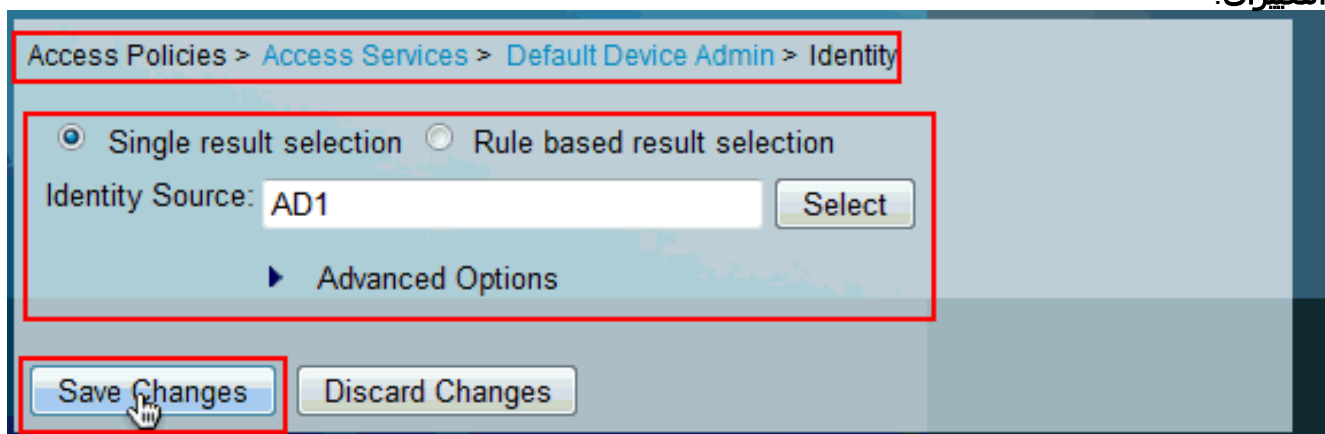 التغييرات.
Access Policies > Access Services > Default Device Admin > Identity
Single result selection Rule based result selection
Identity Source: AD1 Select
Advanced Options
Save Changes Discard Changes